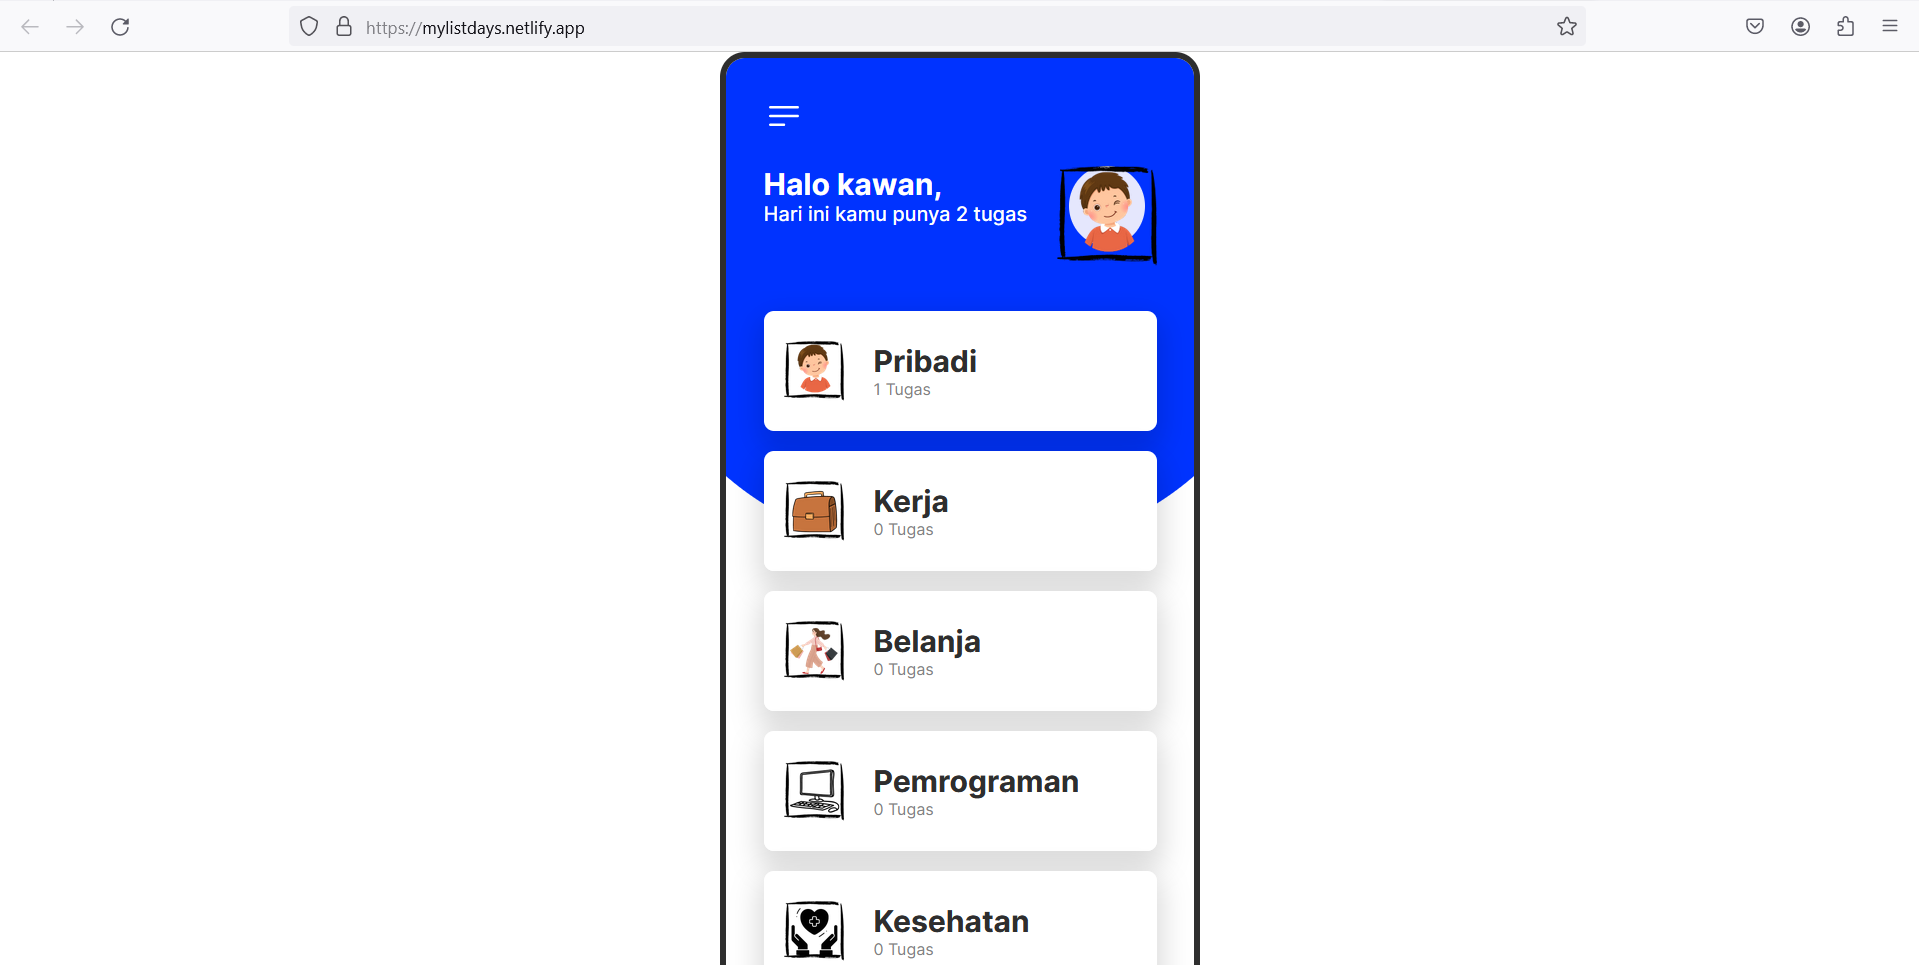 https://mylistdays.netlify.app
Halo kawan,
Hari ini kamu punya 2 tugas
Pribadi
1 Tugas
Kerja
0 Tugas
Belanja
0 Tugas
Pemrograman
0 Tugas
Kesehatan
0 Tugas